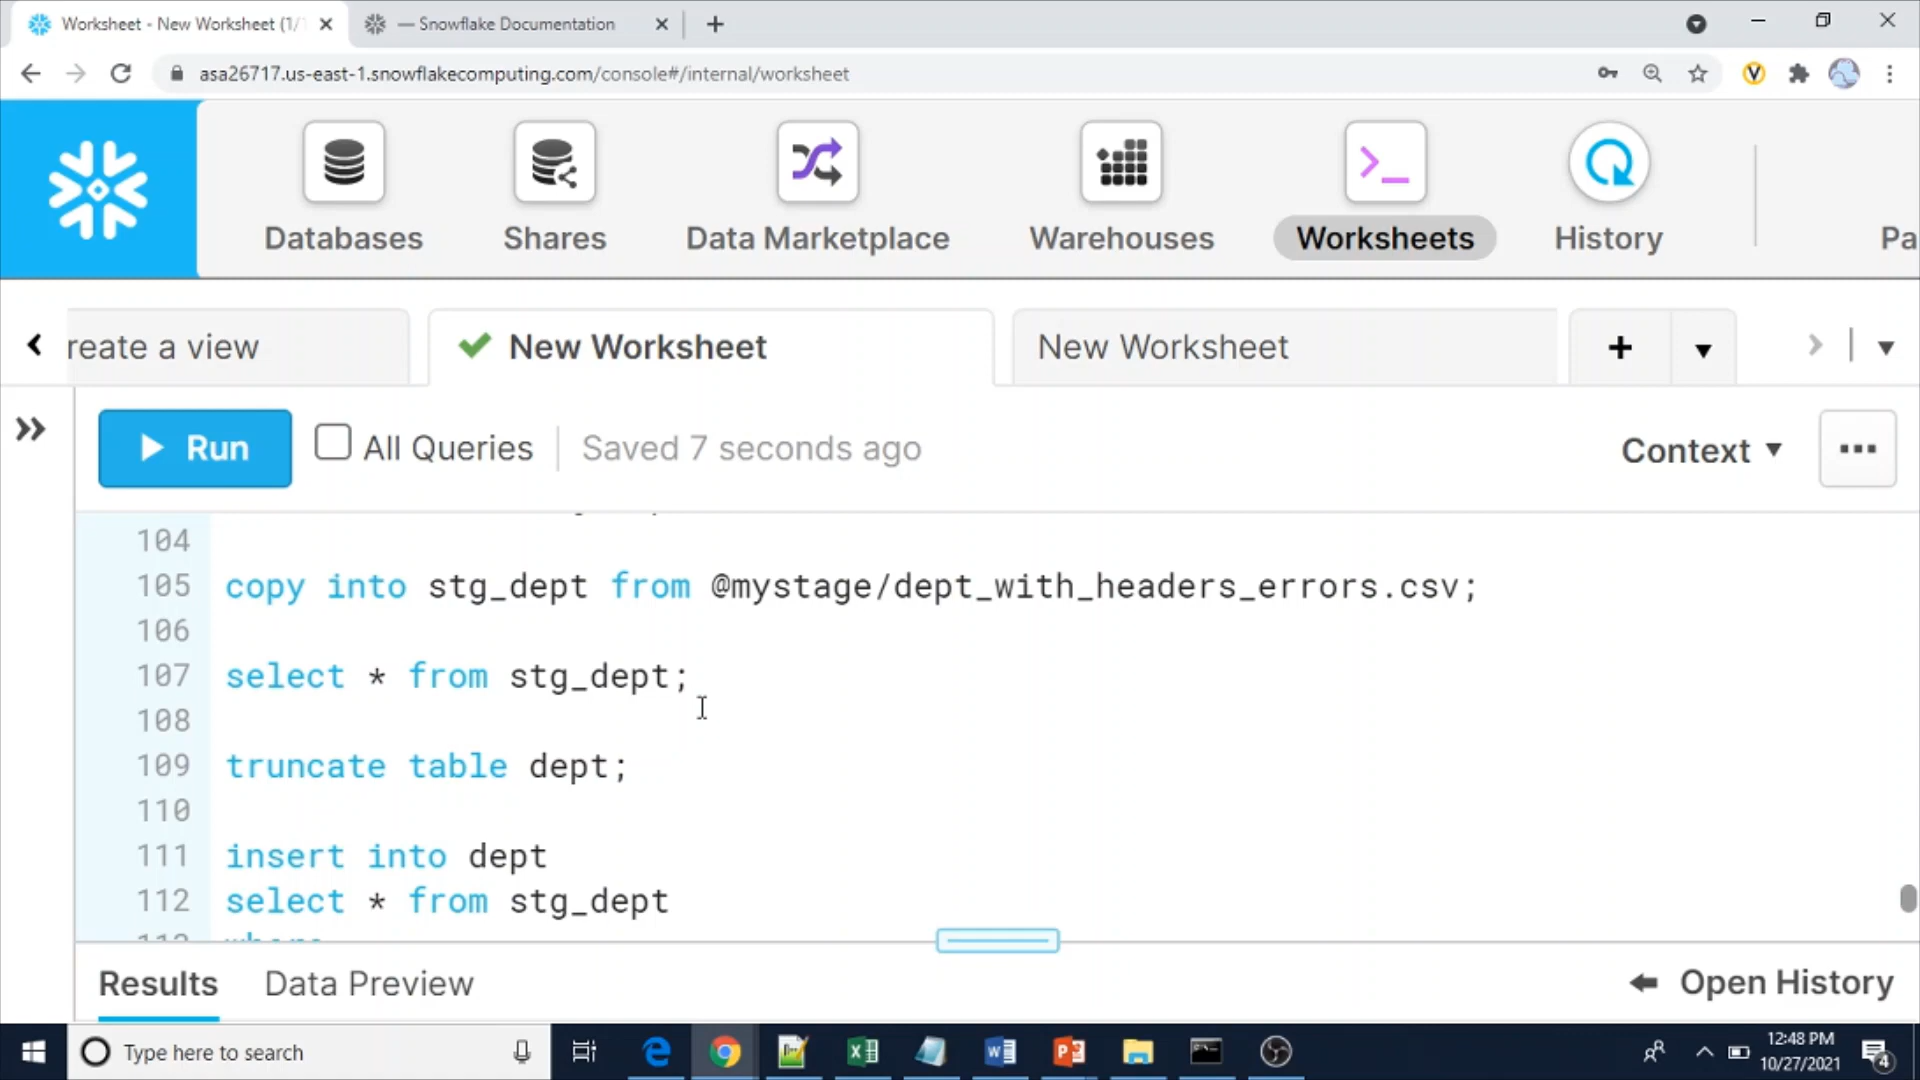 Worksheet - New Worksheet (1/1
— Snowflake Documentation
asa26717.us-east-1.snowflakecomputing.com/console#/internal/worksheet
Databases
Shares
Data Marketplace
Warehouses
Worksheets
History
Pa
reate a view
New Worksheet
New Worksheet
Run
All Queries
Saved 7 seconds ago
Context
104
105 copy into stg_dept from @mystage/dept_with_headers_errors.csv;
106
107 select * from stg_dept;
108
109 truncate table dept;
110
111 insert into dept
112 select * from stg_dept
Results
Data Preview
Open History
Type here to search
12:48 PM
10/27/2021
4